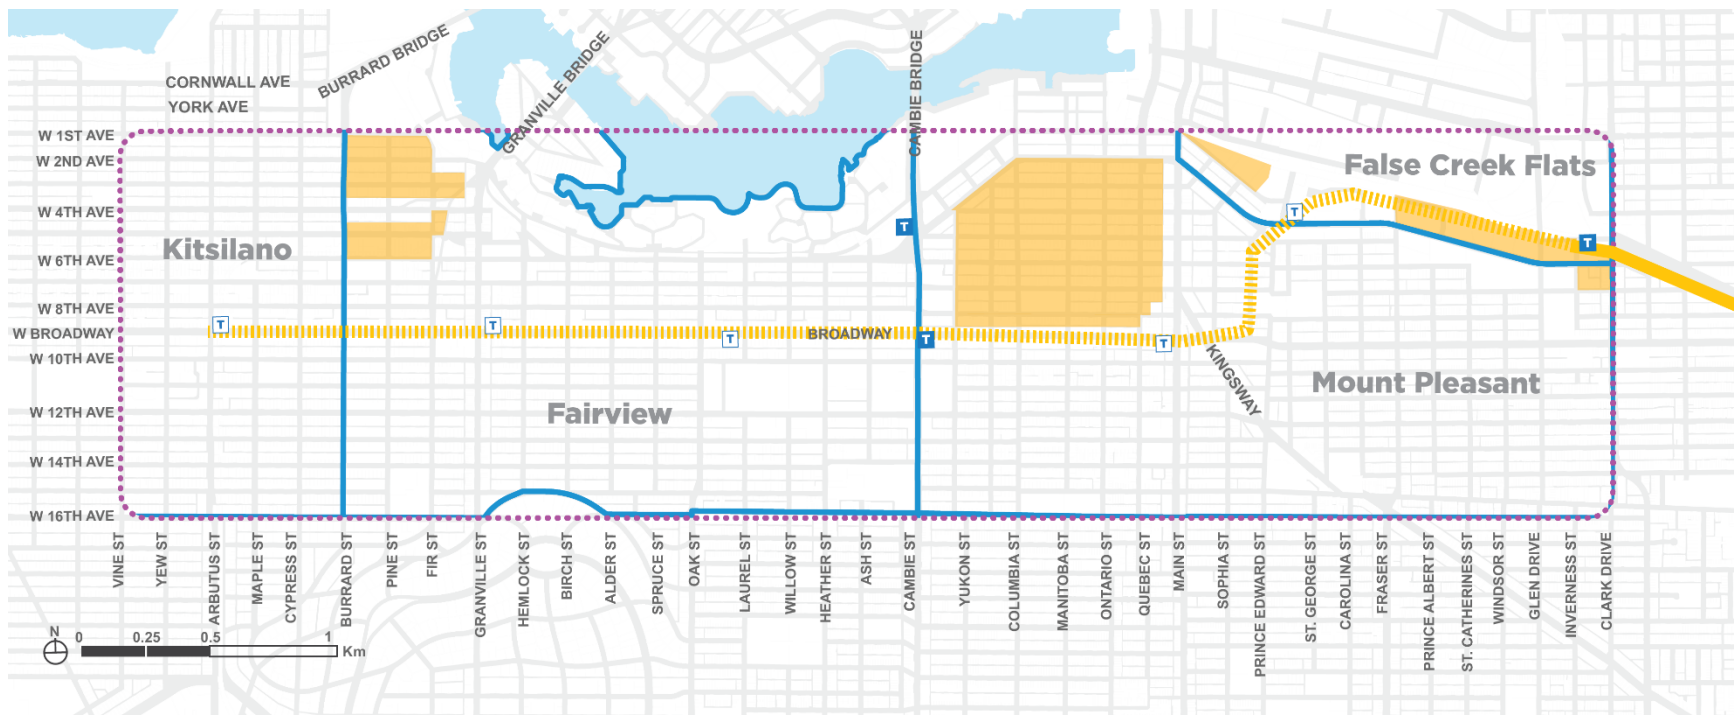 CORNWALL AVE
YORK AVE
BURRARD BRIDGE
GRANVILLE BRIDGE
CAMBIE BRIDGE
W 1ST AVE
W 2ND AVE
W 4TH AVE
W 6TH AVE
W 8TH AVE
W BROADWAY
W 10TH AVE
W 12TH AVE
W 14TH AVE
W 16TH AVE
Kitsilano
Fairview
False Creek Flats
Mount Pleasant
BROADWAY
KINGSWAY
T
T
T
T
T
T
T
T
VINE ST
YEW ST
ARBUTUS ST
MAPLE ST
CYPRESS ST
BURRARD ST
PINE ST
FIR ST
GRANVILLE ST
HEMLOCK ST
BIRCH ST
ALDER ST
SPRUCE ST
OAK ST
LAUREL ST
WILLOW ST
HEATHER ST
ASH ST
CAMBIE ST
YUKON ST
COLUMBIA ST
MANITOBA ST
ONTARIO ST
QUEBEC ST
MAIN ST
SOPHIA ST
PRINCE EDWARD ST
ST. GEORGE ST
CAROLINA ST
FRASER ST
PRINCE ALBERT ST
ST. CATHERINES ST
WINDSOR ST
GLEN DRIVE
INVERNESS ST
CLARK DRIVE
N
0 0.25 0.5 1
Km